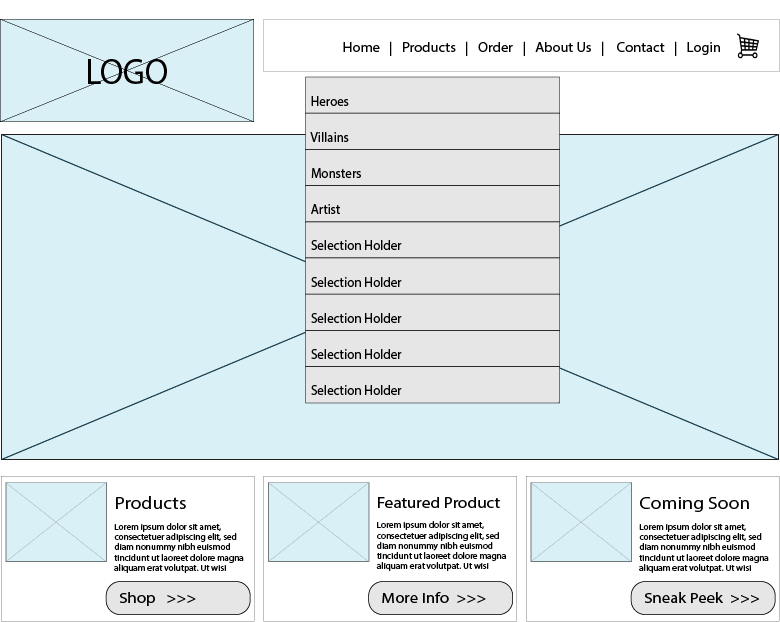 LOGO
Home | Products | Order | About Us | Contact | Login
Heroes
Villains
Monsters
Artist
Selection Holder
Selection Holder
Selection Holder
Selection Holder
Selection Holder
Products
Lorem ipsum dolor sit amet,
consectetuer adipiscing elit, sed
diam nonummy nibh euismod
tincidunt ut laoreet dolore magna
aliquam erat volutpat. Ut wisi
Shop >>>
Featured Product
Lorem ipsum dolor sit amet,
consectetuer adipiscing elit, sed
diam nonummy nibh euismod
tincidunt ut laoreet dolore magna
aliquam erat volutpat. Ut wisi
More Info >>>
Coming Soon
Lorem ipsum dolor sit amet,
consectetuer adipiscing elit, sed
diam nonummy nibh euismod
tincidunt ut laoreet dolore magna
aliquam erat volutpat. Ut wisi
Sneak Peek >>>